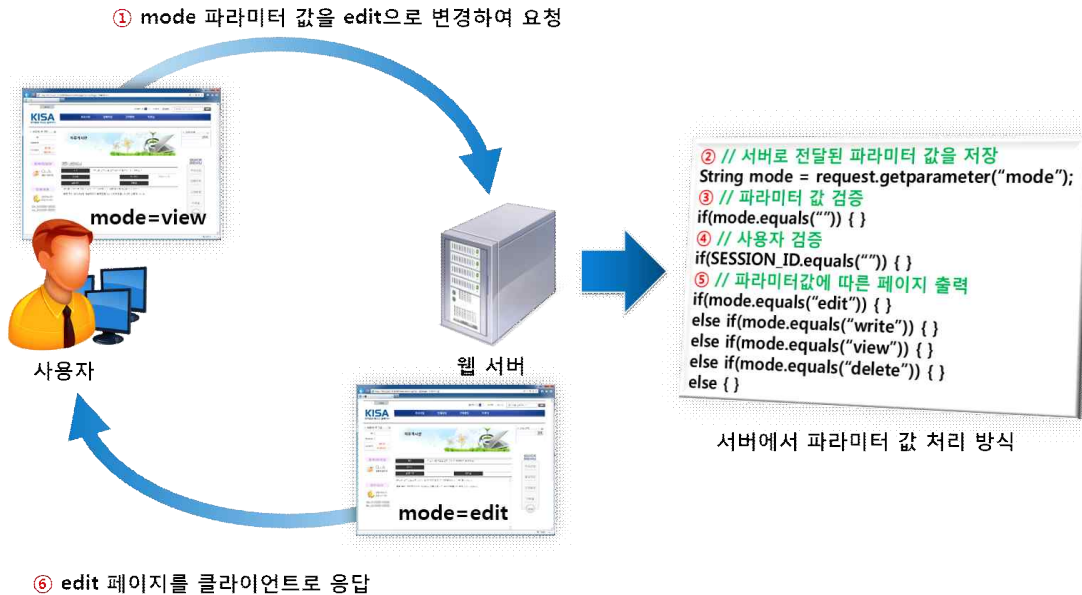 ① mode 파라미터 값을 edit으로 변경하여 요청
KISA
mode=view
사용자
웹 서버
② // 서버로 전달된 파라미터 값을 저장
String mode = request.getparameter(“mode”);
③ // 파라미터 값 검증
if(mode.equals(“”)) { }
④ // 사용자 검증
if(SESSION_ID.equals(“”)) { }
⑤ // 파라미터값에 따른 페이지 출력
if(mode.equals(“edit”)) { }
else if(mode.equals(“write”)) { }
else if(mode.equals(“view”)) { }
else if(mode.equals(“delete”)) { }
else { }
서버에서 파라미터 값 처리 방식
KISA
mode=edit
⑥ edit 페이지를 클라이언트로 응답